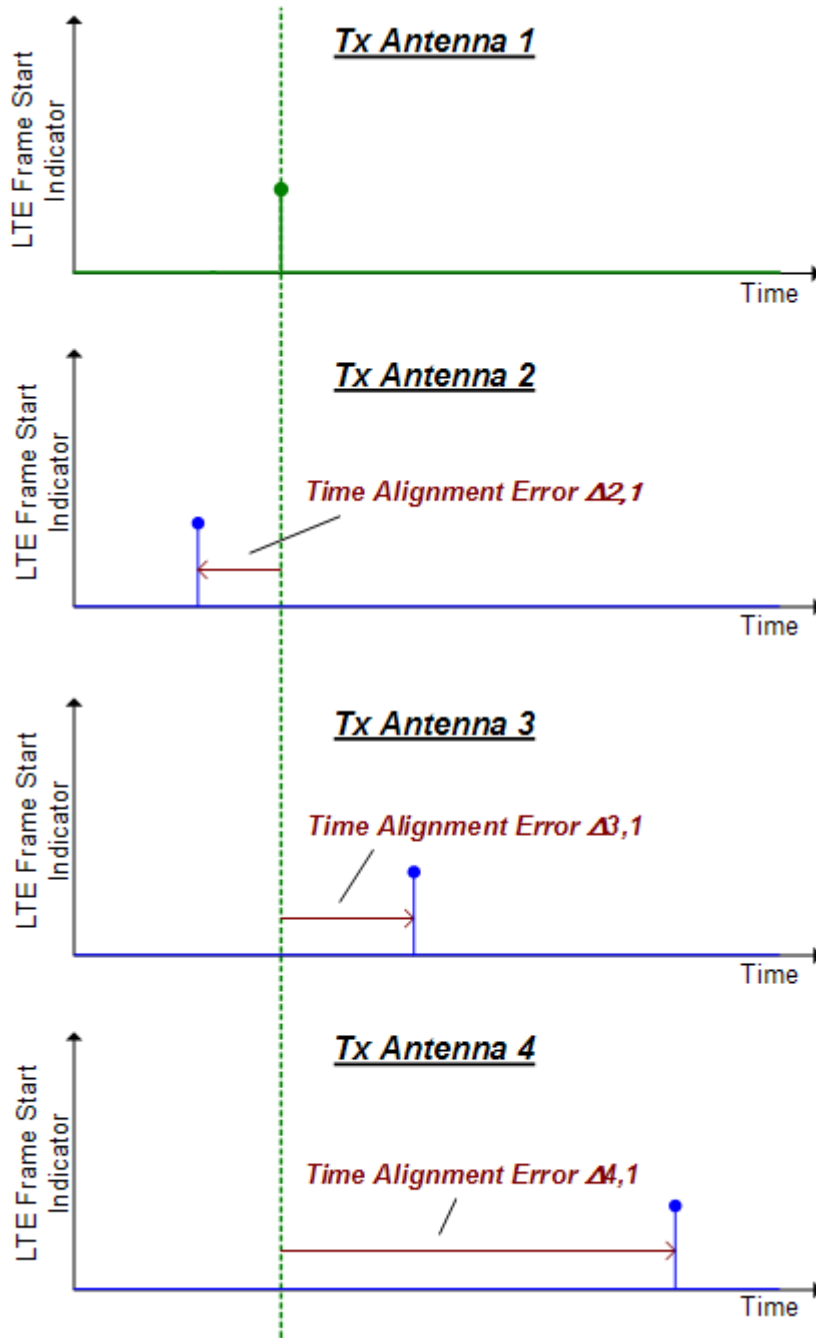 Tx Antenna 1
LTE Frame Start
Indicator
Time
Tx Antenna 2
LTE Frame Start
Indicator
Time Alignment Error Δ2,1
Time
Tx Antenna 3
LTE Frame Start
Indicator
Time Alignment Error Δ3,1
Time
Tx Antenna 4
LTE Frame Start
Indicator
Time Alignment Error Δ4,1
Time